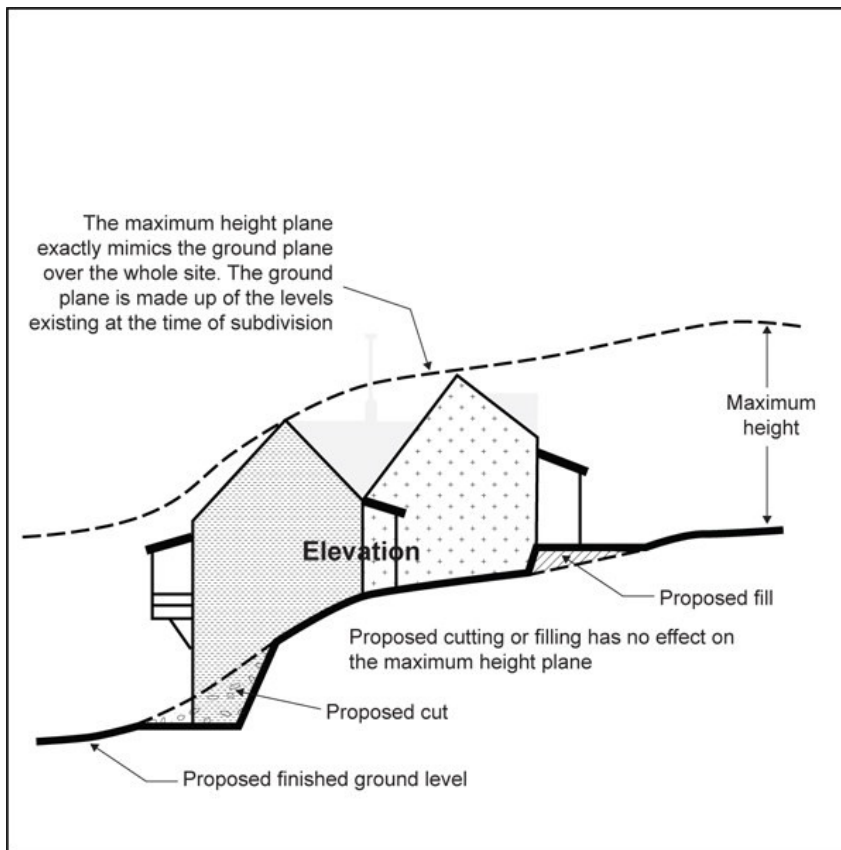 The maximum height plane
exactly mimics the ground plane
over the whole site. The ground
plane is made up of the levels
existing at the time of subdivision
Maximum
height
Elevation
Proposed fill
Proposed cutting or filling has no effect on
the maximum height plane
Proposed cut
Proposed finished ground level